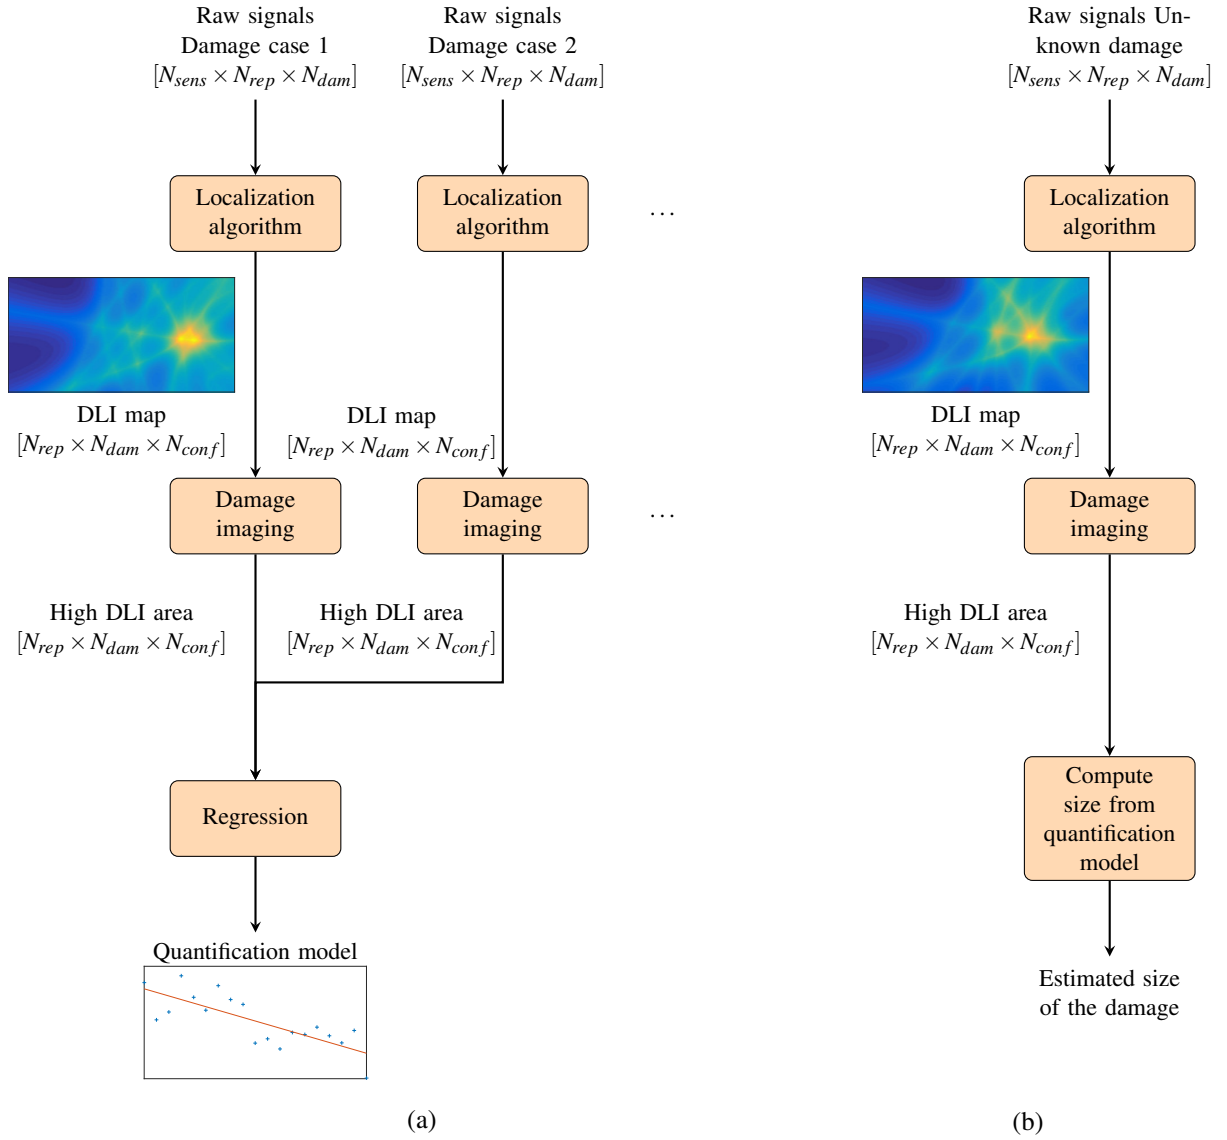 Raw signals
Damage case 1
[N_sens × N_rep × N_dam]
Raw signals
Damage case 2
[N_sens × N_rep × N_dam]
Localization
algorithm
Localization
algorithm
...
DLI map
[N_rep × N_dam × N_conf]
DLI map
[N_rep × N_dam × N_conf]
Damage
imaging
Damage
imaging
...
High DLI area
[N_rep × N_dam × N_conf]
High DLI area
[N_rep × N_dam × N_conf]
Regression
Quantification model
(a)
Raw signals Un-
known damage
[N_sens × N_rep × N_dam]
Localization
algorithm
DLI map
[N_rep × N_dam × N_conf]
Damage
imaging
High DLI area
[N_rep × N_dam × N_conf]
Compute
size from
quantification
model
Estimated size
of the damage
(b)